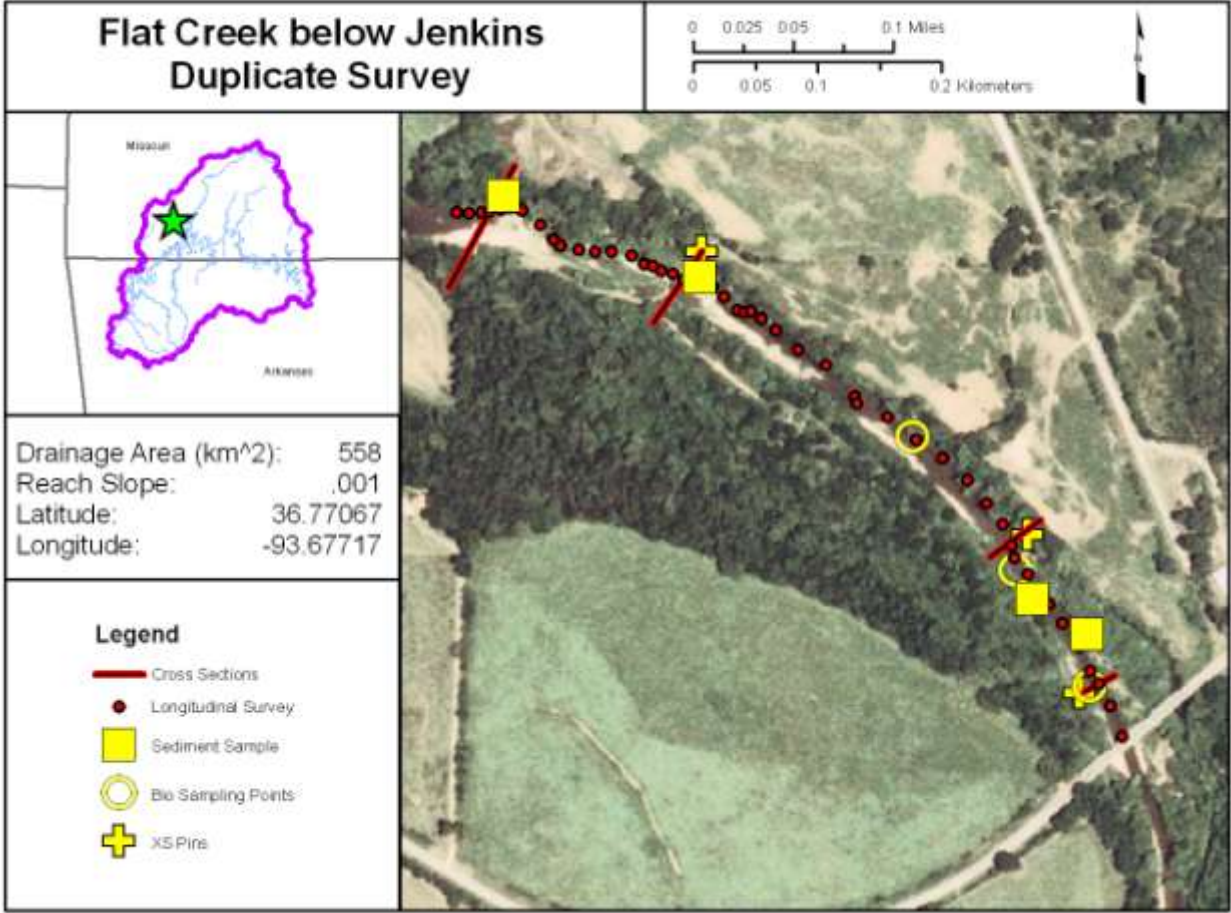 Flat Creek below Jenkins
Duplicate Survey
0 0.025 0.05 0.1 Miles
0 0.05 0.1 0.2 Kilometers
N
Missouri
Arkansas
Drainage Area (km^2): 558
Reach Slope: .001
Latitude: 36.77067
Longitude: -93.67717
Legend
Cross Sections
Longitudinal Survey
Sediment Sample
Bio Sampling Points
XS Pins